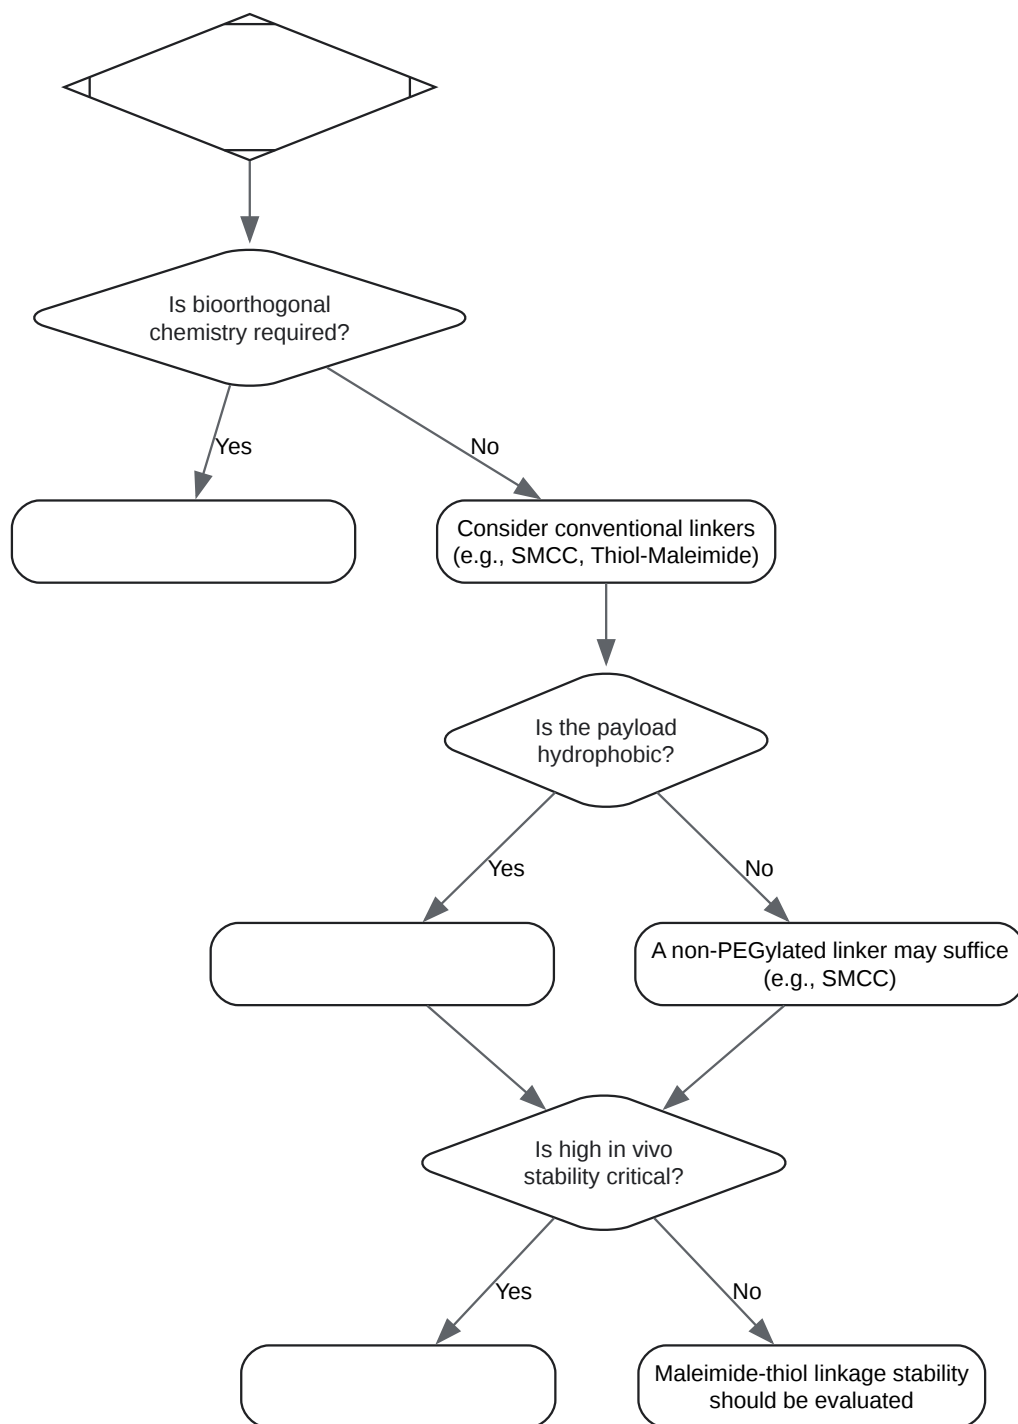 Is bioorthogonal
chemistry required?
Yes
No
Consider conventional linkers
(e.g., SMCC, Thiol-Maleimide)
Is the payload
hydrophobic?
Yes
No
A non-PEGylated linker may suffice
(e.g., SMCC)
Is high in vivo
stability critical?
Yes
No
Maleimide-thiol linkage stability
should be evaluated